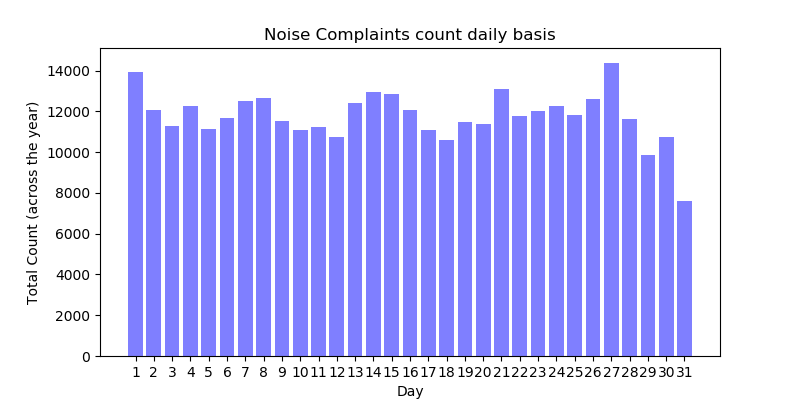 Noise Complaints count daily basis
Total Count (across the year)
14000
12000
10000
8000
6000
4000
2000
0
1 2 3 4 5 6 7 8 9 10 11 12 13 14 15 16 17 18 19 20 21 22 23 24 25 26 27 28 29 30 31
Day